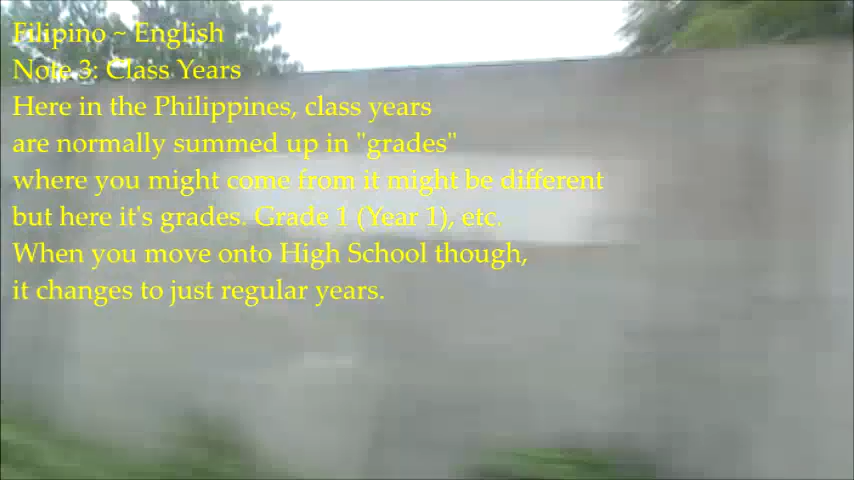 Filipino ~ English
Note 3: Class Years
Here in the Philippines, class years
are normally summed up in "grades"
where you might come from it might be different
but here it's grades. Grade 1 (Year 1), etc.
When you move onto High School though,
it changes to just regular years.